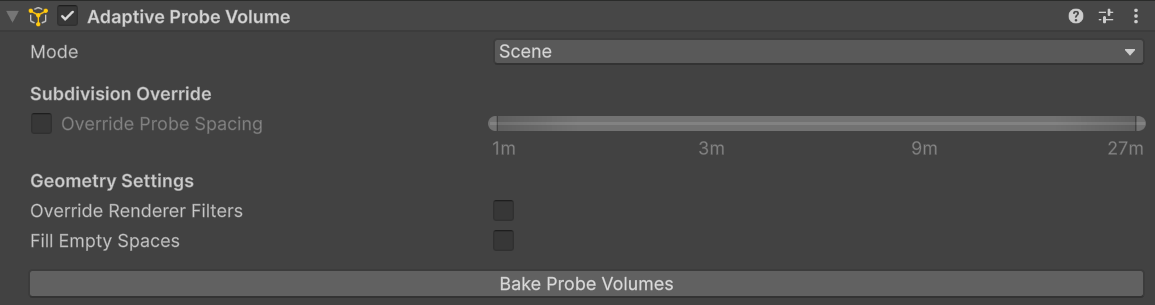 Adaptive Probe Volume
Mode Scene
Subdivision Override
Override Probe Spacing
1m 3m 9m 27m
Geometry Settings
Override Renderer Filters
Fill Empty Spaces
Bake Probe Volumes